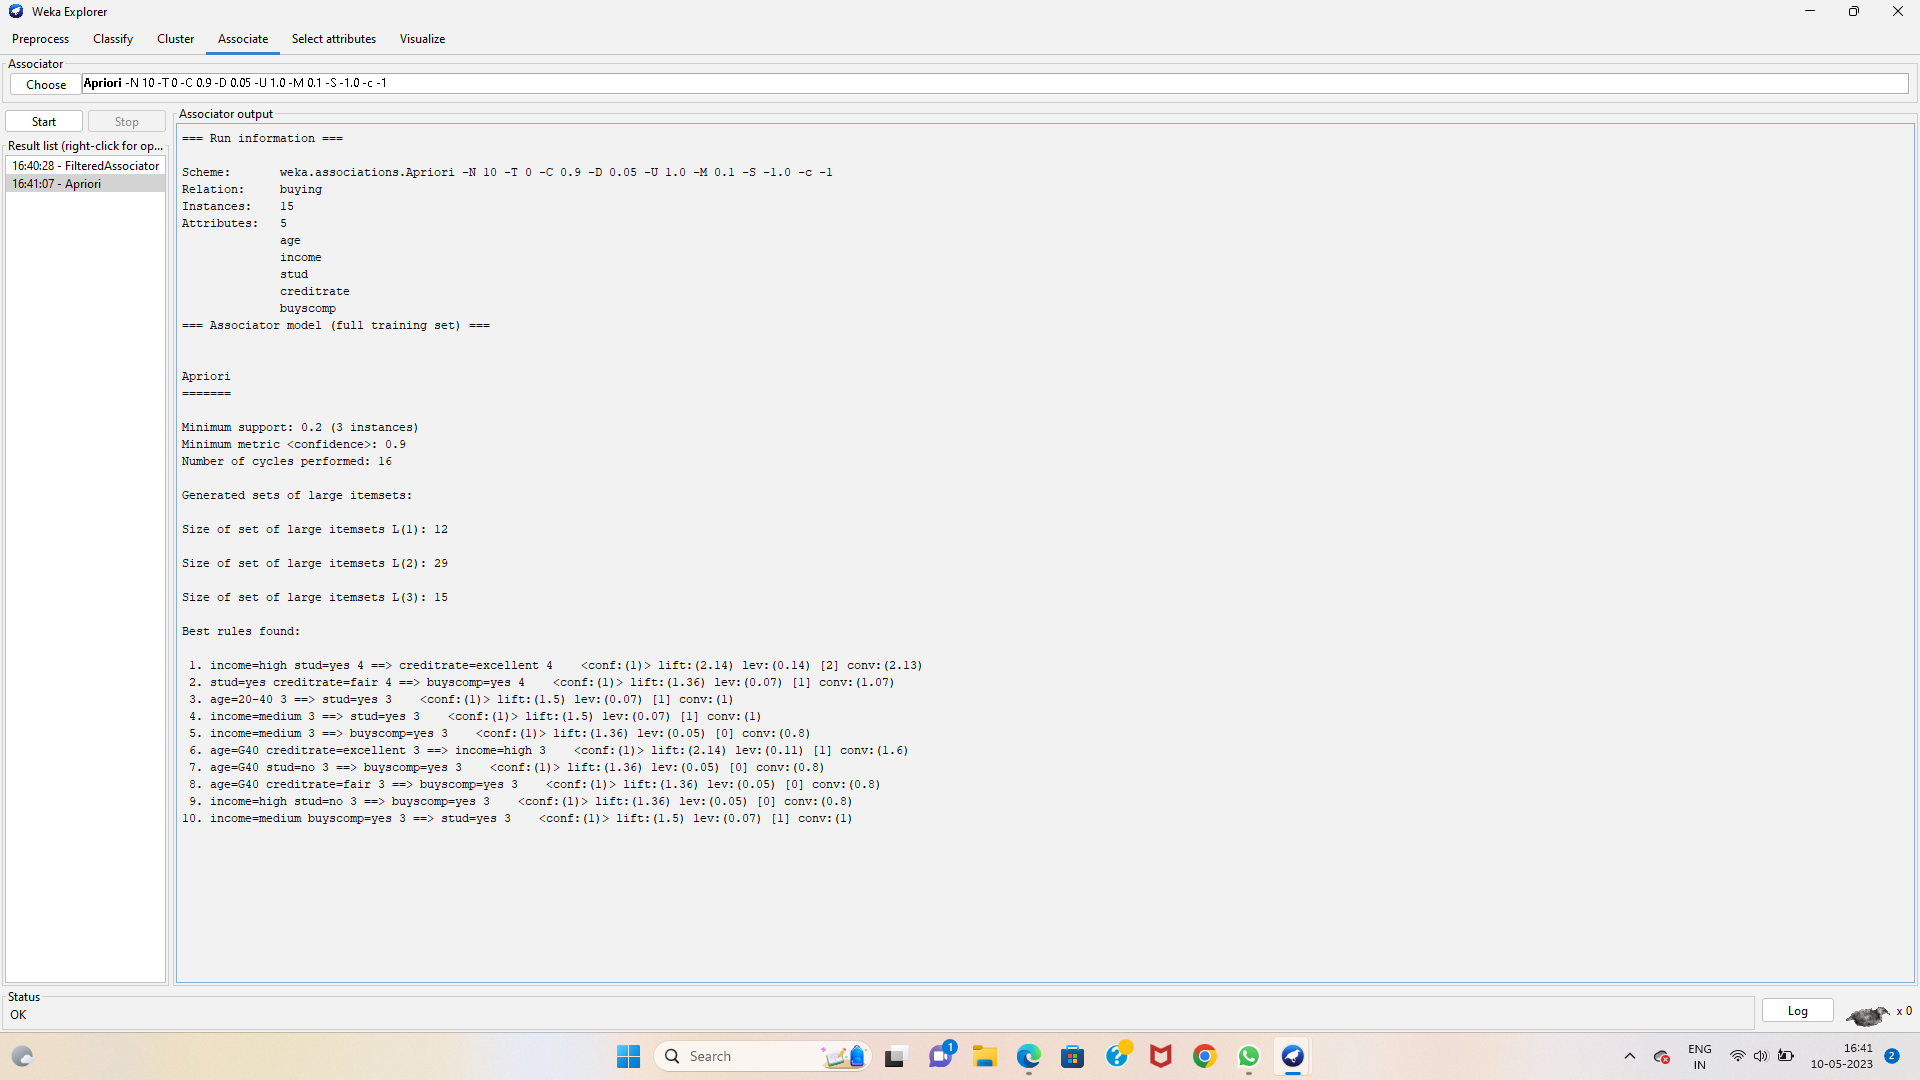 Weka Explorer
Preprocess Classify Cluster Associate Select attributes Visualize
Associator
Choose Apriori -N 10 -T 0 -C 0.9 -D 0.05 -U 1.0 -M 0.1 -S -1.0 -c -1
Start Stop
Result list (right-click for op...
16:40:28 - FilteredAssociator
16:41:07 - Apriori
Associator output
=== Run information ===
Scheme: weka.associations.Apriori -N 10 -T 0 -C 0.9 -D 0.05 -U 1.0 -M 0.1 -S -1.0 -c -1
Relation: buying
Instances: 15
Attributes: 5
age
income
stud
creditrate
buyscomp
=== Associator model (full training set) ===
Apriori
=======
Minimum support: 0.2 (3 instances)
Minimum metric <confidence>: 0.9
Number of cycles performed: 16
Generated sets of large itemsets:
Size of set of large itemsets L(1): 12
Size of set of large itemsets L(2): 29
Size of set of large itemsets L(3): 15
Best rules found:
1. income=high stud=yes 4 ==> creditrate=excellent 4 <conf:(1)> lift:(2.14) lev:(0.14) [2] conv:(2.13)
2. stud=yes creditrate=fair 4 ==> buyscomp=yes 4 <conf:(1)> lift:(1.36) lev:(0.07) [1] conv:(1.07)
3. age=20-40 3 ==> stud=yes 3 <conf:(1)> lift:(1.5) lev:(0.07) [1] conv:(1)
4. income=medium 3 ==> stud=yes 3 <conf:(1)> lift:(1.5) lev:(0.07) [1] conv:(1)
5. income=medium 3 ==> buyscomp=yes 3 <conf:(1)> lift:(1.36) lev:(0.05) [0] conv:(0.8)
6. age=G40 creditrate=excellent 3 ==> income=high 3 <conf:(1)> lift:(2.14) lev:(0.11) [1] conv:(1.6)
7. age=G40 stud=no 3 ==> buyscomp=yes 3 <conf:(1)> lift:(1.36) lev:(0.05) [0] conv:(0.8)
8. age=G40 creditrate=fair 3 ==> buyscomp=yes 3 <conf:(1)> lift:(1.36) lev:(0.05) [0] conv:(0.8)
9. income=high stud=no 3 ==> buyscomp=yes 3 <conf:(1)> lift:(1.36) lev:(0.05) [0] conv:(0.8)
10. income=medium buyscomp=yes 3 ==> stud=yes 3 <conf:(1)> lift:(1.5) lev:(0.07) [1] conv:(1)
Status
OK
Log
x 0
Search
1
ENG
IN
16:41
10-05-2023
2